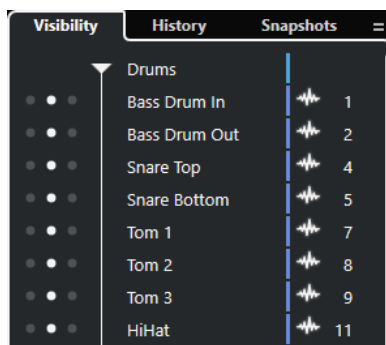 Visibility History Snapshots
Drums
Bass Drum In 1
Bass Drum Out 2
Snare Top 4
Snare Bottom 5
Tom 1 7
Tom 2 8
Tom 3 9
HiHat 11